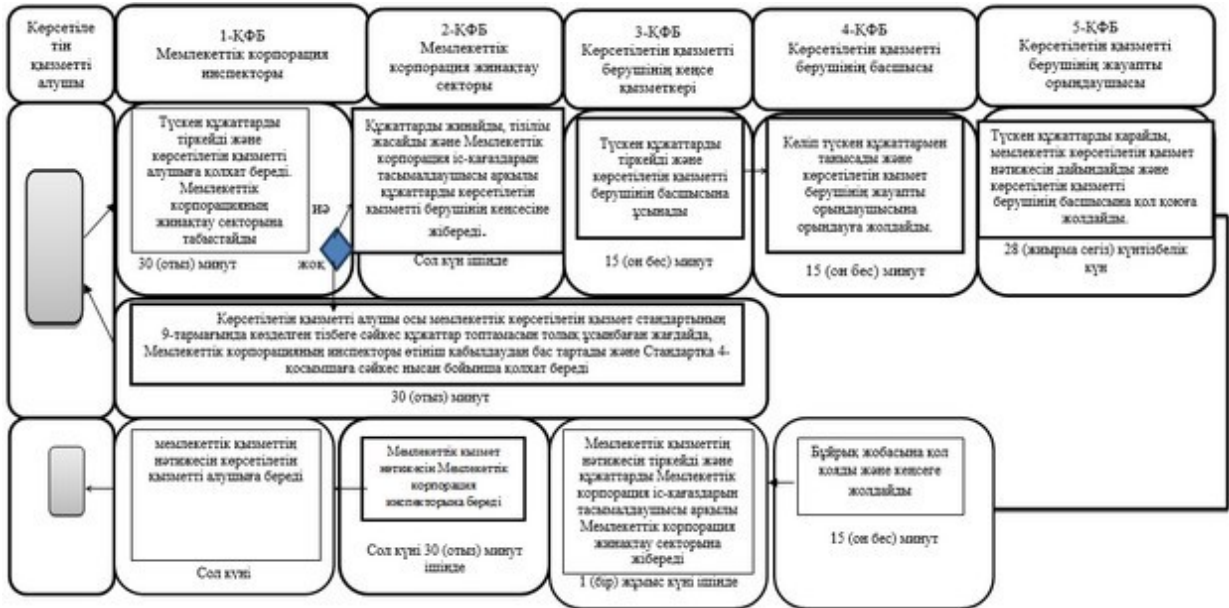 Көрсетіле
тін
қызметті
алушы
1-ҚФБ
Мемлекеттік корпорация
инспекторы
2-ҚФБ
Мемлекеттік
корпорация жинақтау
секторы
3-ҚФБ
Көрсетілетін қызметті
берушінің кеңсе
қызметкері
4-ҚФБ
Көрсетілетін қызметті
берушінің басшысы
5-ҚФБ
Көрсетілетін қызметті
берушінің жауапты
орындаушысы
Түскен құжаттарды
тіркейді және
көрсетілетін қызметті
алушыға қолхат береді.
Мемлекеттік
корпорацияның
жинақтау секторына
табыстайды
30 (отыз) минут
иә
жоқ
Құжаттарды жинайды, тізілім
жасайды және Мемлекеттік
корпорация іс-қағаздарын
тасымалдаушысы арқылы
құжаттарды көрсетілетін
қызметті берушінің кеңсесіне
жібереді.
Сол күн ішінде
Түскен құжаттарды
тіркейді және
көрсетілетін қызметті
берушінің басшысына
ұсынады
15 (он бес) минут
Келіп түскен құжаттармен
танысады және
көрсетілетін қызмет
берушінің жауапты
орындаушысына
орындауға жолдайды.
15 (он бес) минут
Түскен құжаттарды қарайды,
мемлекеттік көрсетілетін қызмет
нәтижесін дайындайды және
көрсетілетін қызметті
берушінің басшысына қол қоюға
жолдайды.
28 (жиырма сегіз) күнтізбелік
күн
Көрсетілетін қызметті алушы осы мемлекеттік көрсетілетін қызмет стандартының
9-тармағында көзделген тізбеге сәйкес құжаттар топтамасын толық ұсынбаған жағдайда,
Мемлекеттік корпорацияның инспекторы өтініш қабылдаудан бас тартады және Стандартқа 4-
қосымшаға сәйкес нысан бойынша қолхат береді
30 (отыз) минут
мемлекеттік қызметтің
нәтижесін көрсетілетін
қызметті алушыға береді
Сол күні
Мемлекеттік қызмет
нәтижесін Мемлекеттік
корпорация
инспекторына береді
Сол күні 30 (отыз) минут
ішінде
Мемлекеттік қызметтің
нәтижесін тіркейді және
құжаттарды Мемлекеттік
корпорация іс-қағаздарын
тасымалдаушысы арқылы
Мемлекеттік корпорация
жинақтау секторына
жібереді
1 (бір) жұмыс күні ішінде
Бұйрық жобасына қол
қояды және кеңсеге
жолдайды
15 (он бес) минут